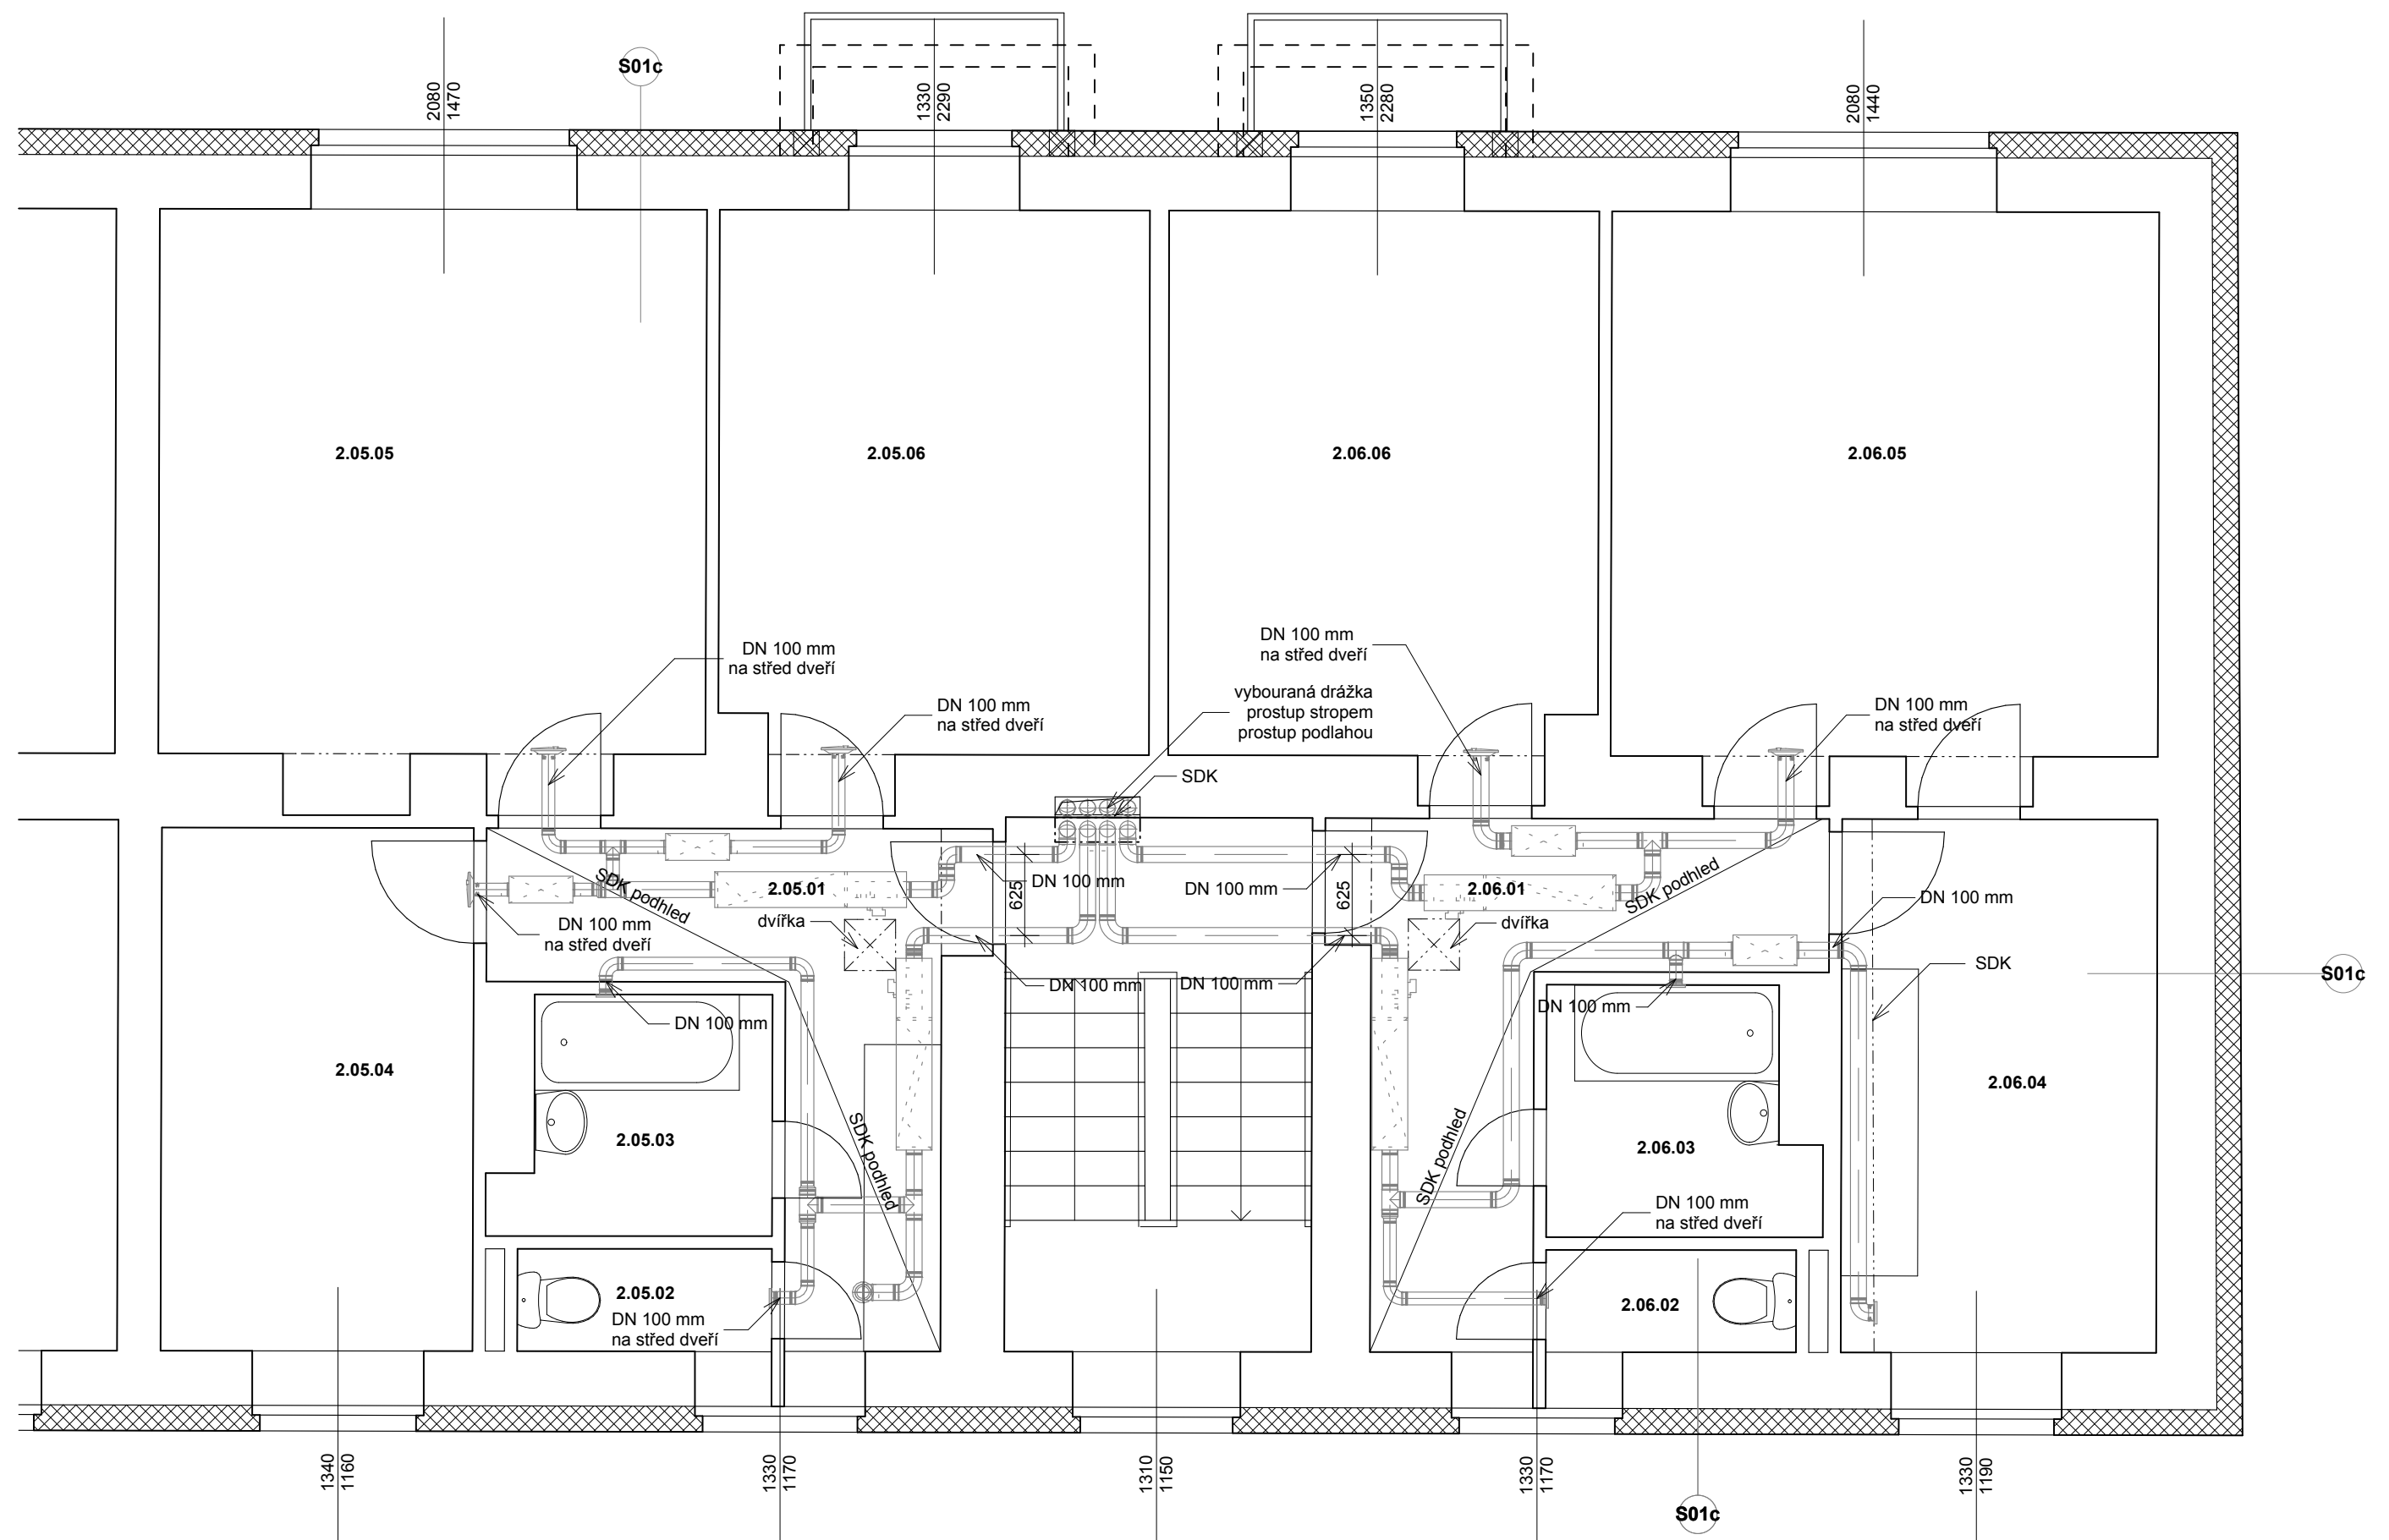 S01c
2080
1470
1330
2290
1350
2280
2080
1440
2.05.05
2.05.06
2.06.06
2.06.05
DN 100 mm
na střed dveří
DN 100 mm
na střed dveří
DN 100 mm
na střed dveří
vybouraná drážka
prostup stropem
prostup podlahou
SDK
DN 100 mm
na střed dveří
2.05.01
SDK podhled
DN 100 mm
na střed dveří
dvířka
625
DN 100 mm
DN 100 mm
625
2.06.01
SDK podhled
dvířka
DN 100 mm
DN 100 mm
DN 100 mm
SDK
S01c
DN 100 mm
DN 100 mm
2.05.04
2.05.03
SDK podhled
SDK podhled
2.06.03
2.06.04
DN 100 mm
na střed dveří
2.05.02
DN 100 mm
na střed dveří
2.06.02
1340
1160
1330
1170
1310
1150
1330
1170
S01c
1330
1190